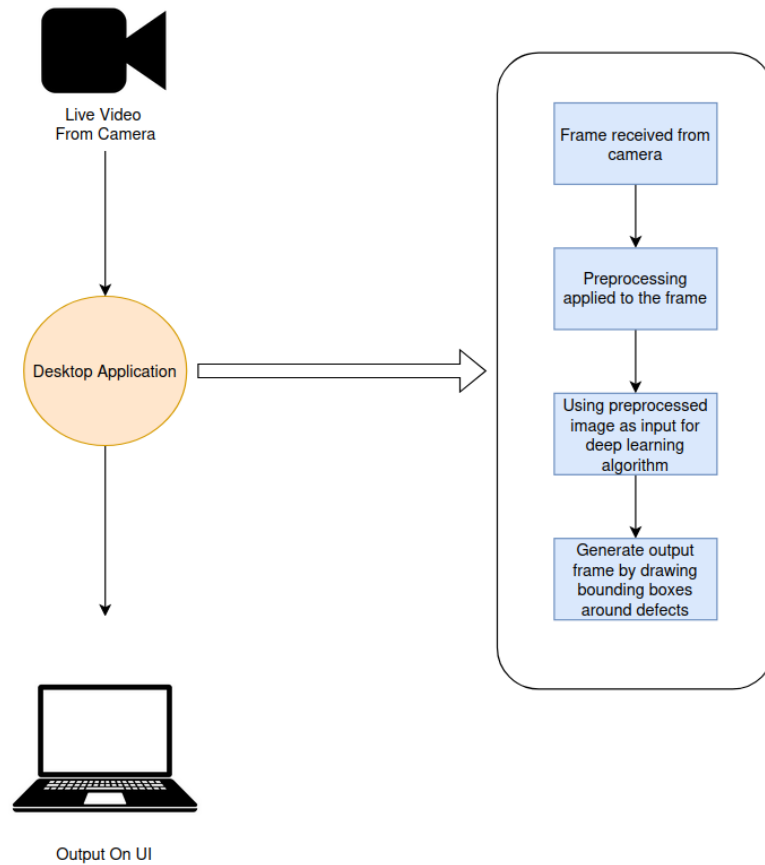 Live Video
From Camera
Desktop Application
Output On UI
Frame received from
camera
Preprocessing
applied to the frame
Using preprocessed
image as input for
deep learning
algorithm
Generate output
frame by drawing
bounding boxes
around defects